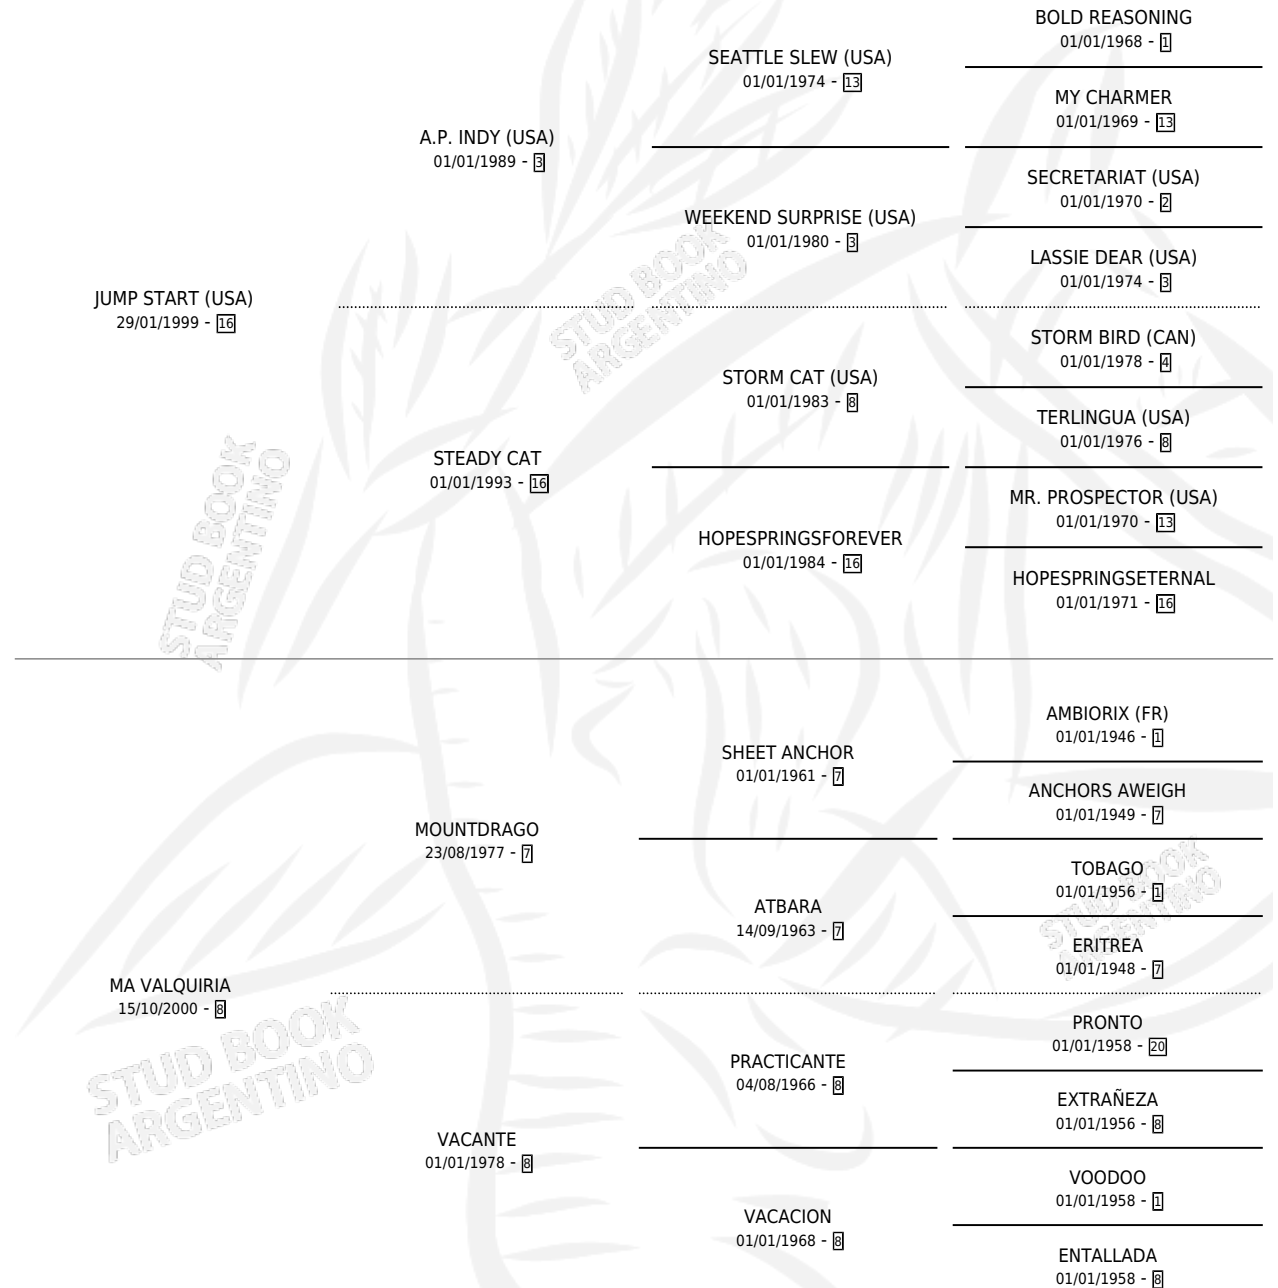 BOLD REASONING
01/01/1968 - 1
SEATTLE SLEW (USA)
01/01/1974 - 13
MY CHARMER
01/01/1969 - 13
A.P. INDY (USA)
01/01/1989 - 3
SECRETARIAT (USA)
01/01/1970 - 2
WEEKEND SURPRISE (USA)
01/01/1980 - 3
LASSIE DEAR (USA)
01/01/1974 - 3
JUMP START (USA)
29/01/1999 - 16
STORM BIRD (CAN)
01/01/1978 - 4
STORM CAT (USA)
01/01/1983 - 8
TERLINGUA (USA)
01/01/1976 - 8
STEADY CAT
01/01/1993 - 16
MR. PROSPECTOR (USA)
01/01/1970 - 13
HOPESPRINGSFOREVER
01/01/1984 - 16
HOPESPRINGSETERNAL
01/01/1971 - 16
STUD BOOK
ARGENTINO
STUD BOOK
ARGENTINO
AMBIORIX (FR)
01/01/1946 - 1
SHEET ANCHOR
01/01/1961 - 7
ANCHORS AWEIGH
01/01/1949 - 7
MOUNTDRAGO
23/08/1977 - 7
TOBAGO
01/01/1956 - 1
ATBARA
14/09/1963 - 7
ERITREA
01/01/1948 - 7
MA VALQUIRIA
15/10/2000 - 8
PRONTO
01/01/1958 - 20
PRACTICANTE
04/08/1966 - 8
EXTRAÑEZA
01/01/1956 - 8
VACANTE
01/01/1978 - 8
VOODOO
01/01/1958 - 1
VACACION
01/01/1968 - 8
ENTALLADA
01/01/1958 - 8
STUD BOOK
ARGENTINO
STUD BOOK
ARGENTINO